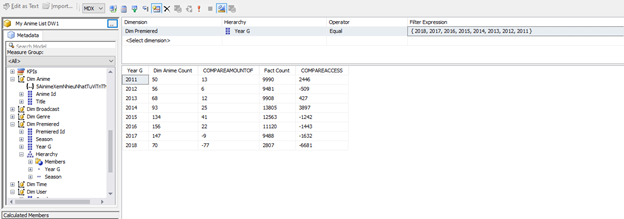 Edit as Text Import... MDX
My Anime List DW1
Metadata
Search Model
Measure Group:
<All>
KPIs
Dim Anime
Anime Id
Title
Dim Broadcast
Dim Genre
Dim Premiered
Premiered Id
Season
Year G
Hierarchy
Members
Year G
Season
Dim Time
Dim User
Calculated Members
Dimension Hierarchy Operator Filter Expression
Dim Premiered Year G Equal { 2018, 2017, 2016, 2015, 2014, 2013, 2012, 2011 }
<Select dimension>
Year G Dim Anime Count COMPAREAMOUNTOF Fact Count COMPAREACCESS
2011 50 13 9990 2446
2012 56 6 9481 -509
2013 68 12 9908 427
2014 93 25 13805 3897
2015 134 41 12563 -1242
2016 156 22 11120 -1443
2017 147 -9 9488 -1632
2018 70 -77 2807 -6681